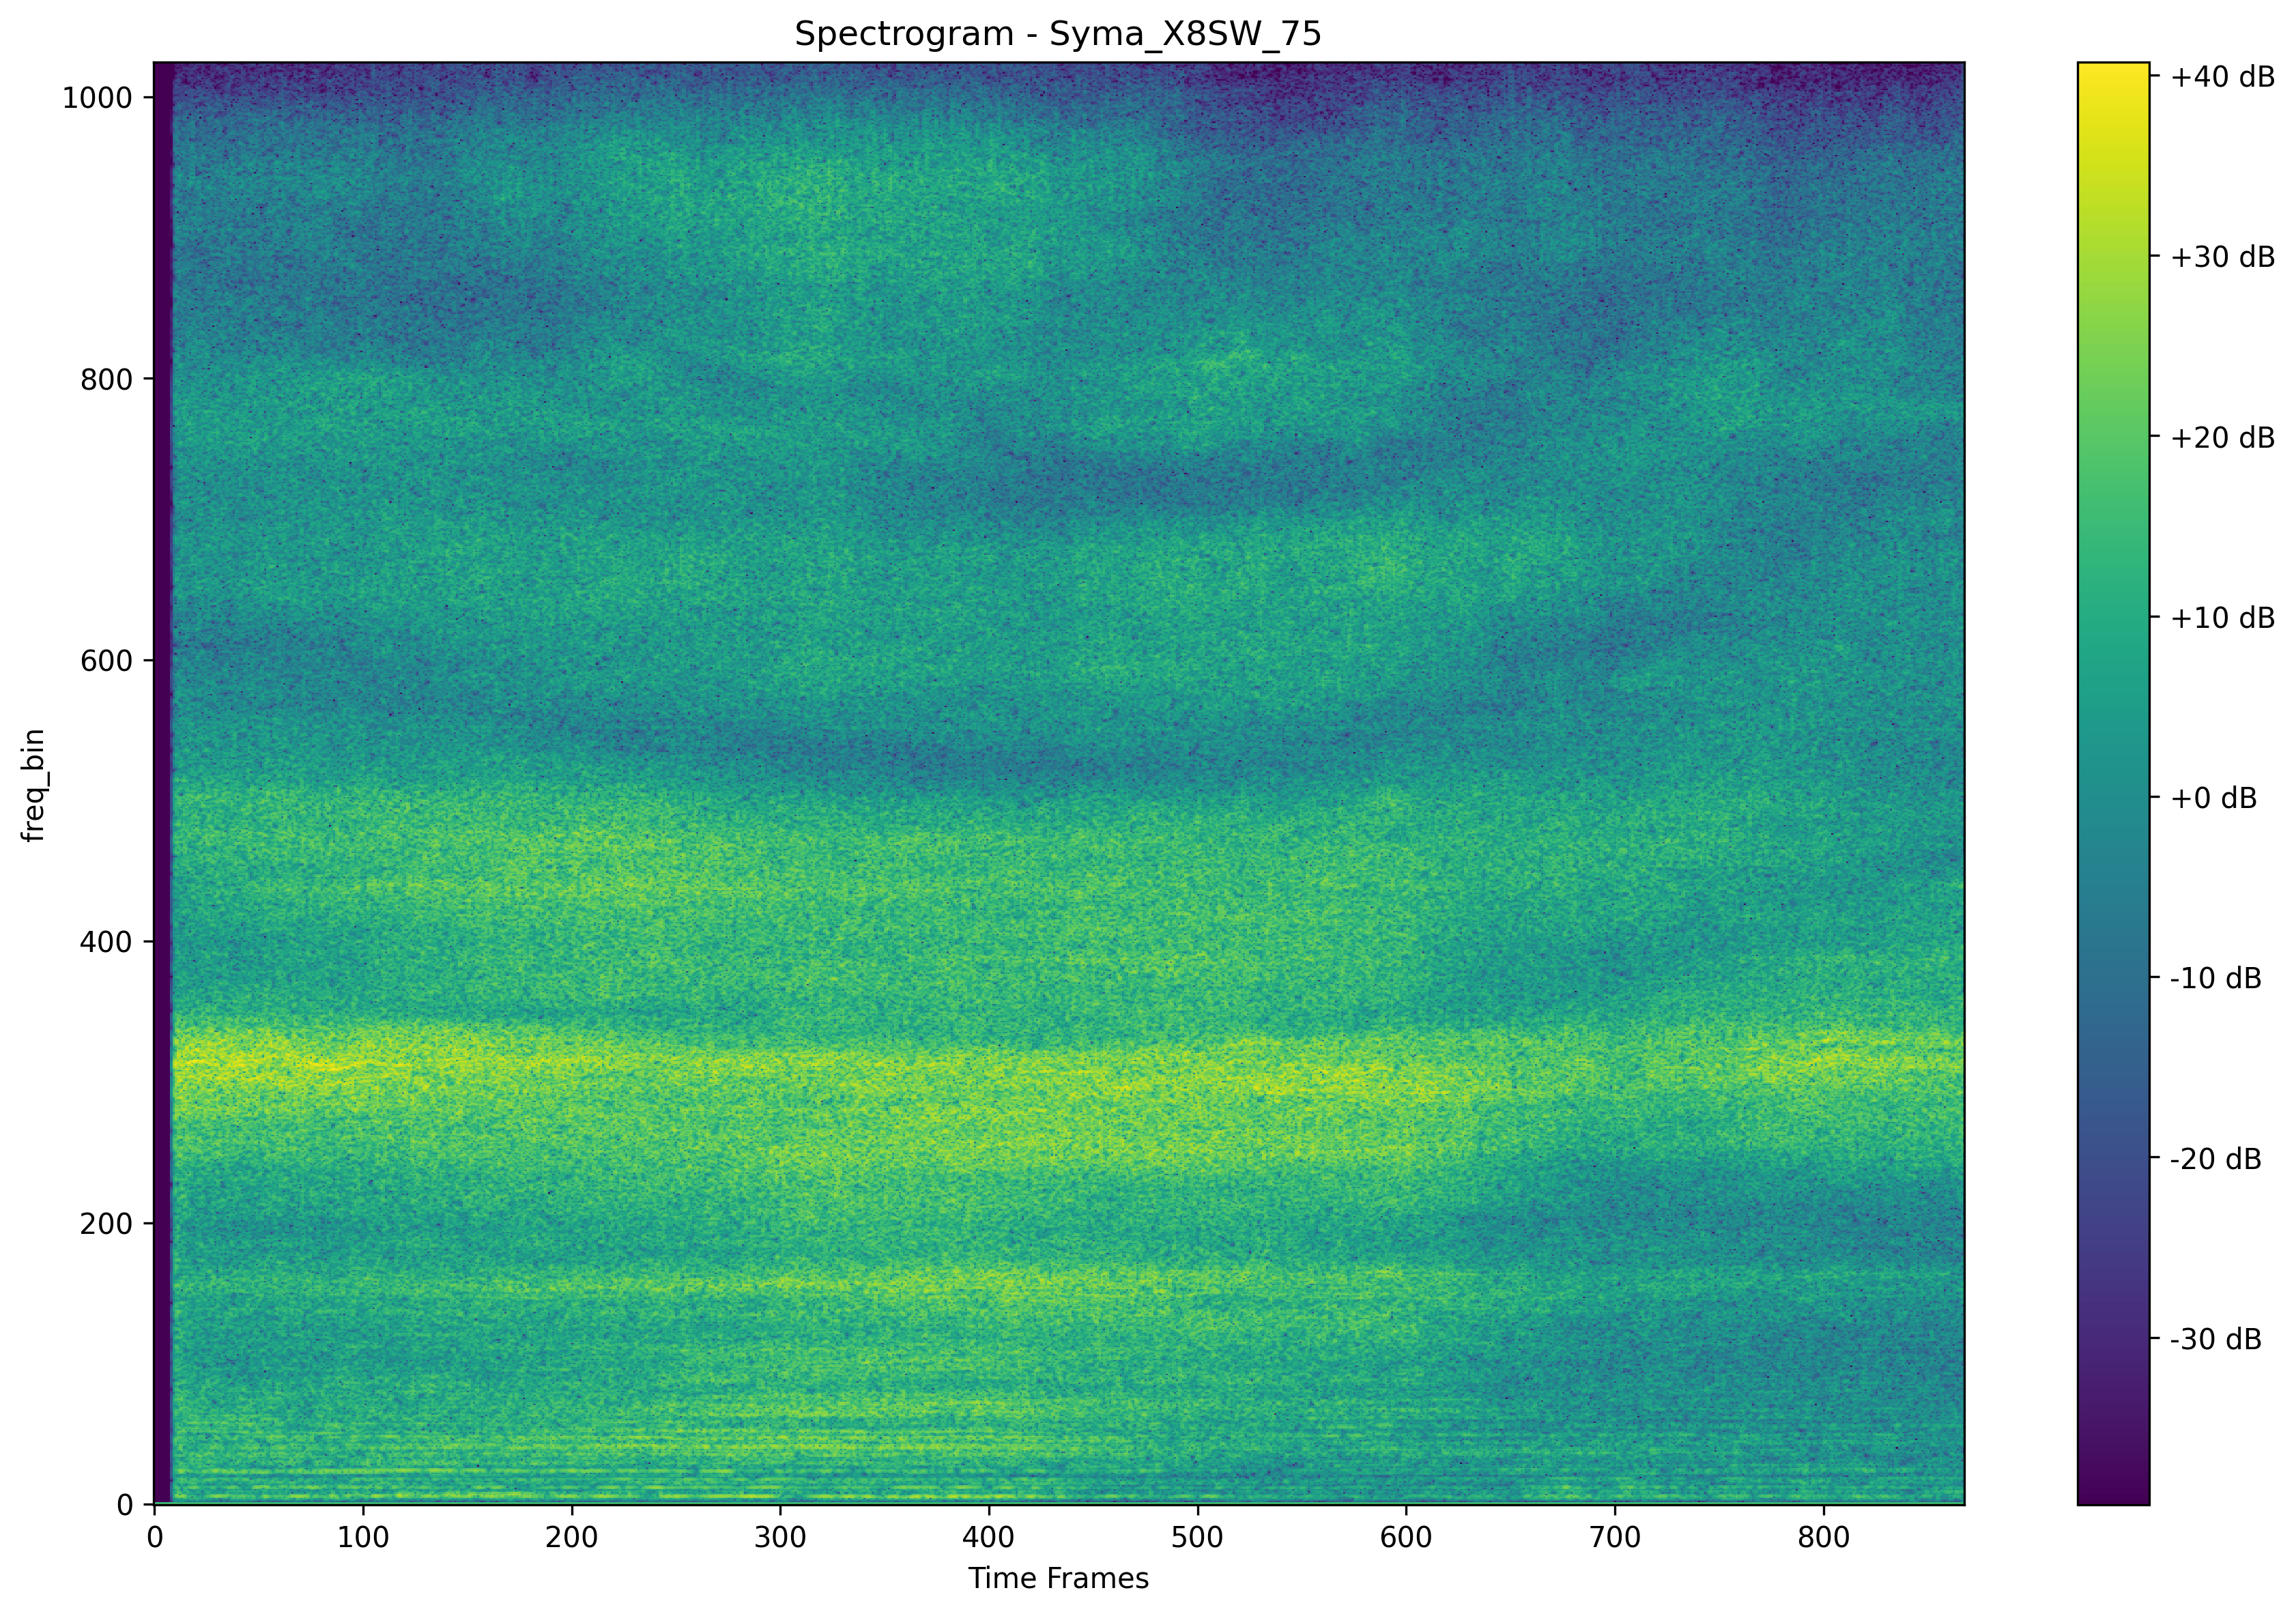 Spectrogram - Syma_X8SW_75
freq_bin
1000
800
600
400
200
0
0 100 200 300 400 500 600 700 800
Time Frames
+40 dB
+30 dB
+20 dB
+10 dB
+0 dB
-10 dB
-20 dB
-30 dB